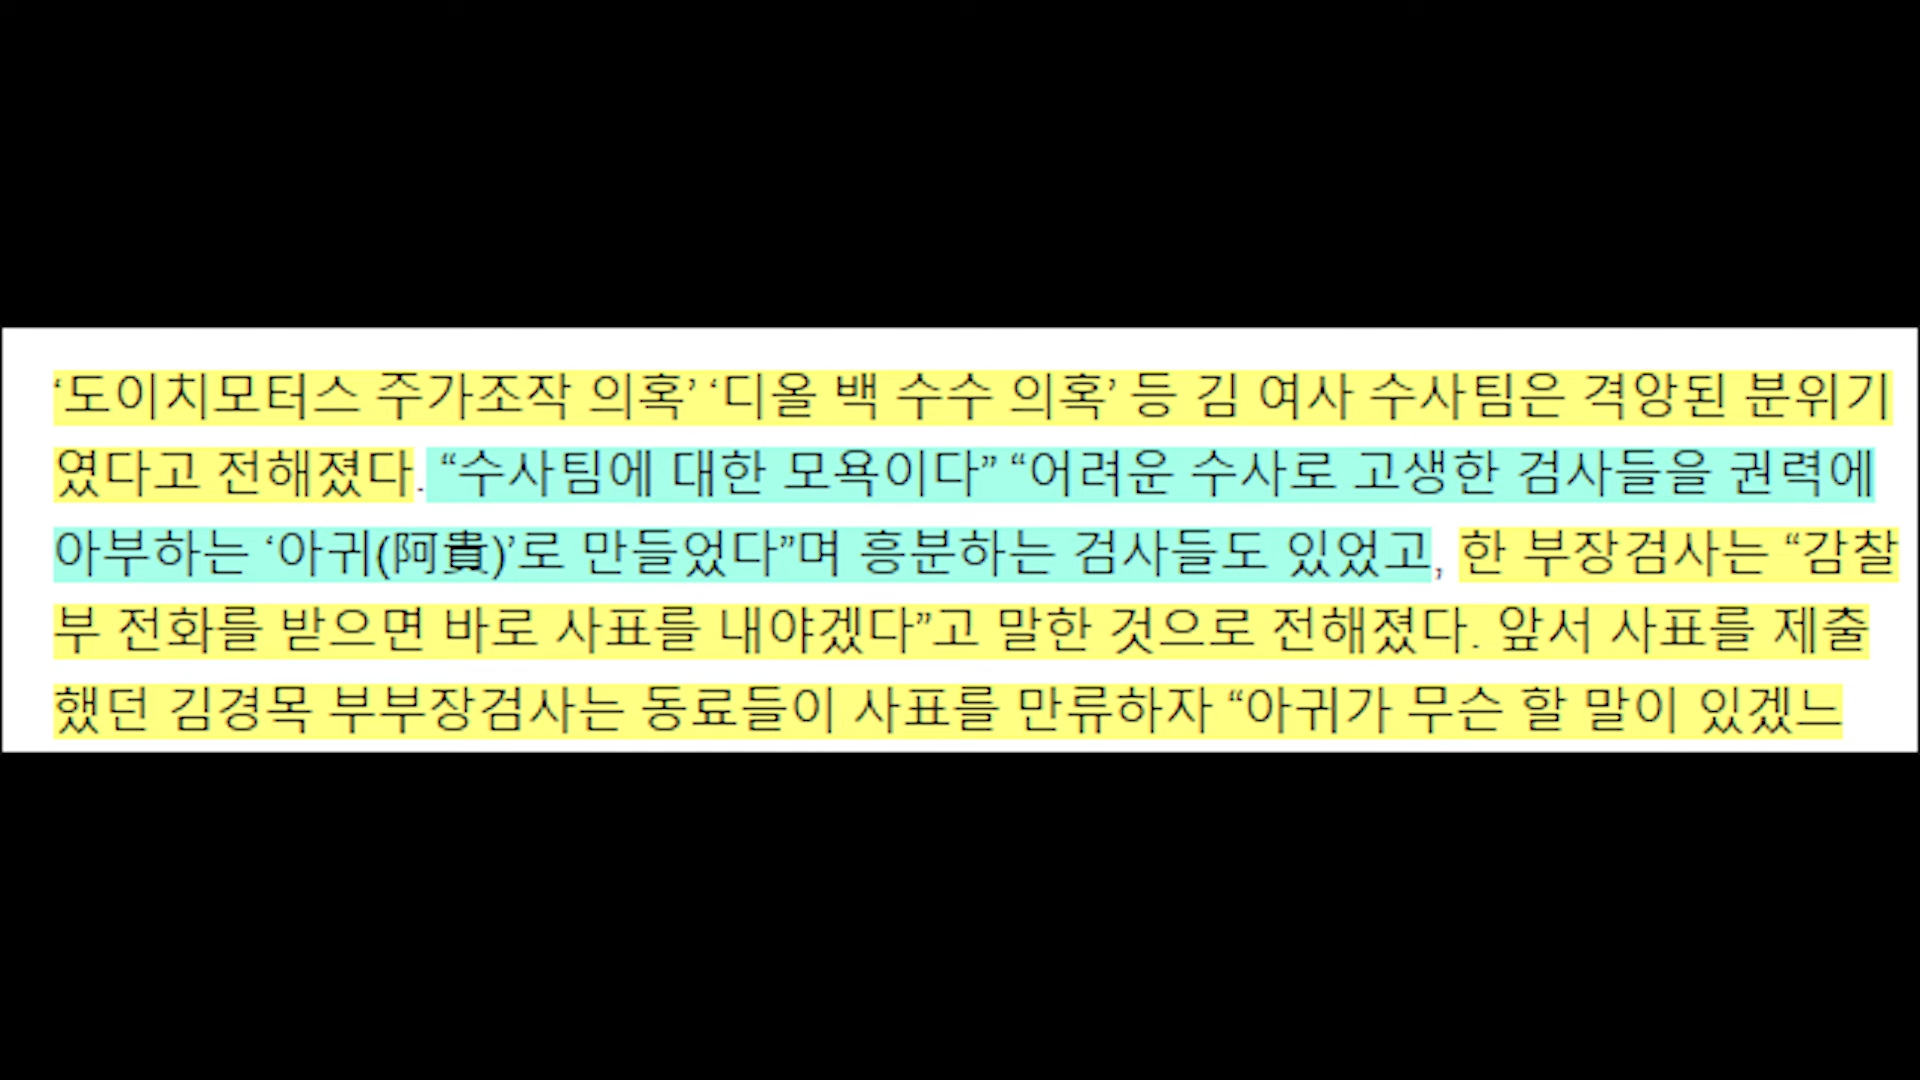 ‘도이치모터스 주가조작 의혹’ ‘디올 백 수수 의혹’ 등 김 여사 수사팀은 격앙된 분위기
였다고 전해졌다. “수사팀에 대한 모욕이다” “어려운 수사로 고생한 검사들을 권력에
아부하는 ‘아귀(阿貴)’로 만들었다”며 흥분하는 검사들도 있었고, 한 부장검사는 “감찰
부 전화를 받으면 바로 사표를 내야겠다”고 말한 것으로 전해졌다. 앞서 사표를 제출
했던 김경목 부부장검사는 동료들이 사표를 만류하자 “아귀가 무슨 할 말이 있겠느